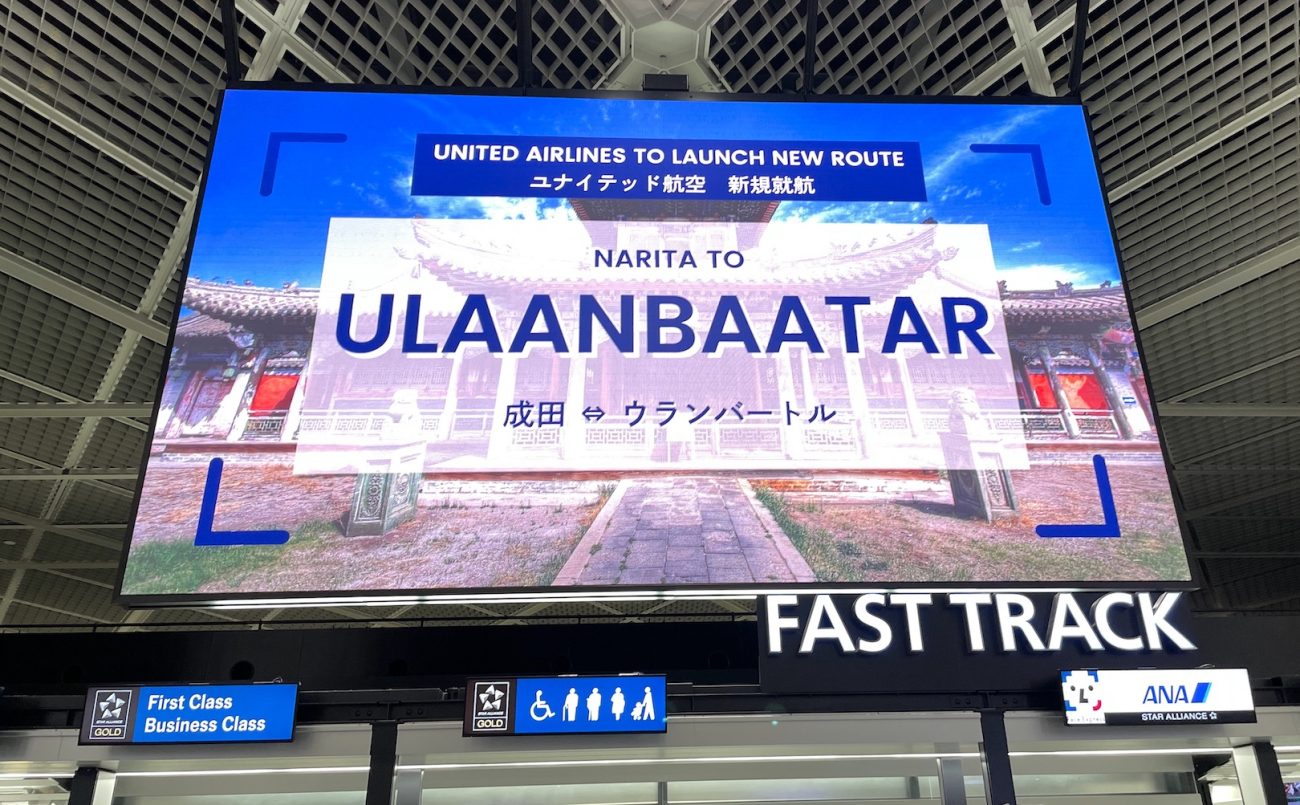 UNITED AIRLINES TO LAUNCH NEW ROUTE
ユナイテッド航空　新規就航
NARITA TO
ULAANBAATAR
成田 ⇔ ウランバートル
FAST TRACK
First Class
Business Class
GOLD
GOLD
ANA
STAR ALLIANCE